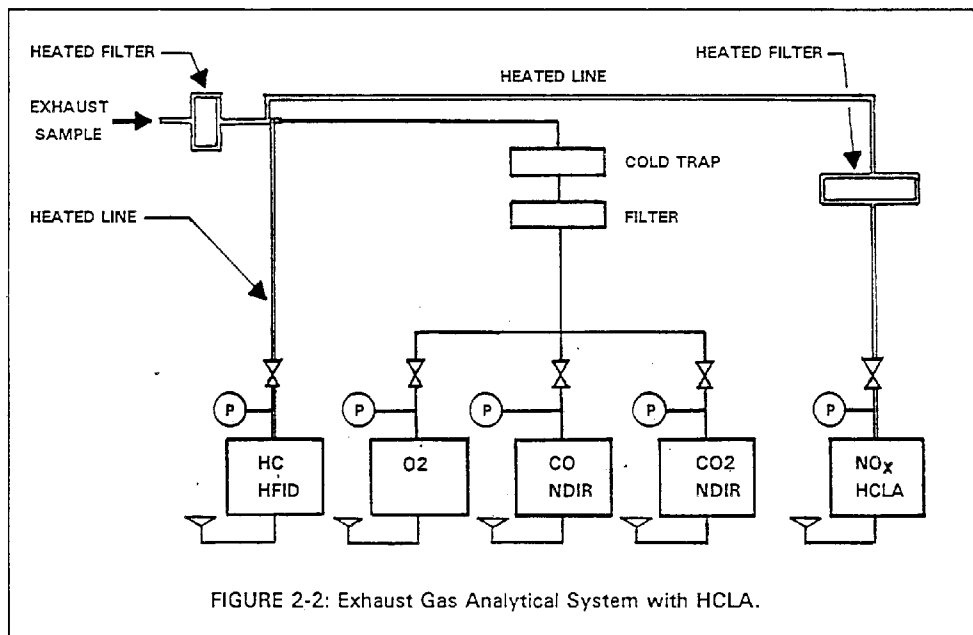 HEATED FILTER
HEATED FILTER
HEATED LINE
EXHAUST
SAMPLE
COLD TRAP
FILTER
HEATED LINE
P
P
P
P
P
HC
HFID
O2
CO
NDIR
CO2
NDIR
NOx
HCLA
FIGURE 2-2: Exhaust Gas Analytical System with HCLA.